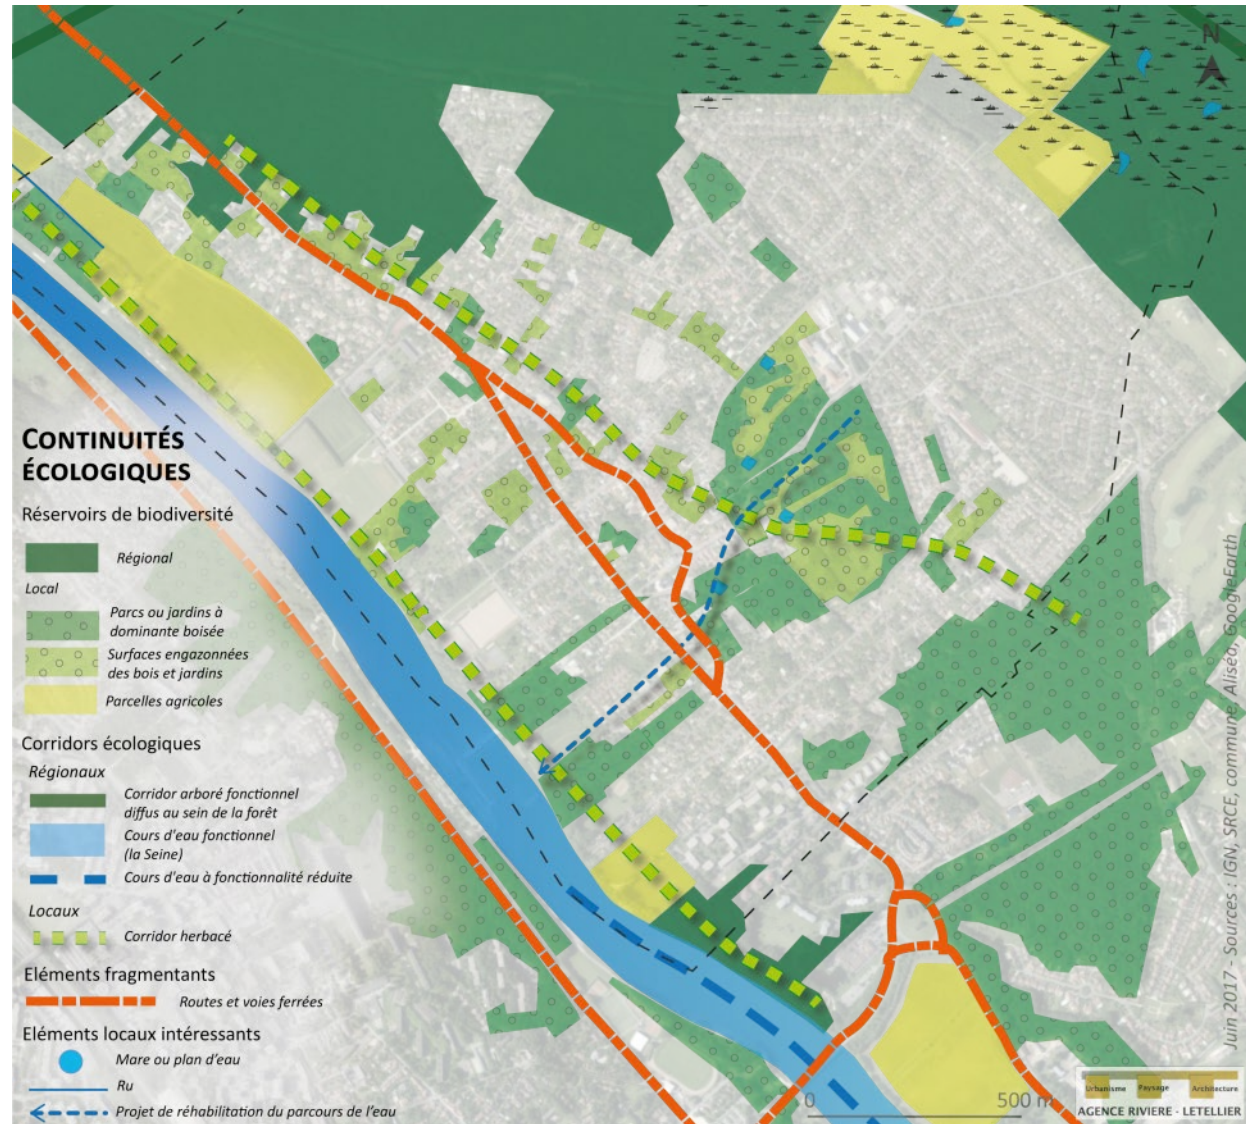 N
CONTINUITÉS
ÉCOLOGIQUES
Réservoirs de biodiversité
Régional
Local
Parcs ou jardins à
dominante boisée
Surfaces engazonnées
des bois et jardins
Parcelles agricoles
Corridors écologiques
Régionaux
Corridor arboré fonctionnel
diffus au sein de la forêt
Cours d'eau fonctionnel
(la Seine)
Cours d'eau à fonctionnalité réduite
Locaux
Corridor herbacé
Eléments fragmentants
Routes et voies ferrées
Eléments locaux intéressants
Mare ou plan d'eau
Ru
Projet de réhabilitation du parcours de l'eau
0 500 m
Juin 2017 - Sources : IGN, SRCE, commune, Aliséa, GoogleEarth
Urbanisme Paysage Architecture
AGENCE RIVIERE - LETELLIER